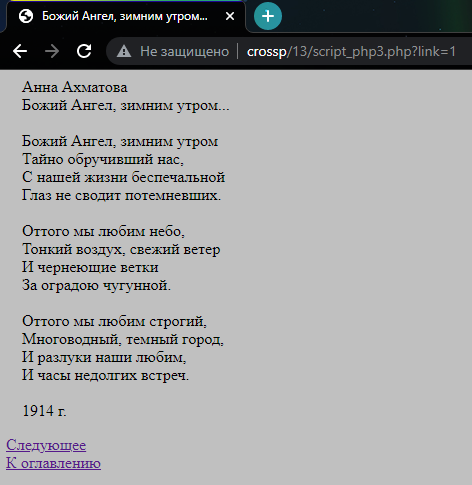 Божий Ангел, зимним утром...
Не защищено crossp/13/script_php3.php?link=1
Анна Ахматова
Божий Ангел, зимним утром...
Божий Ангел, зимним утром
Тайно обручивший нас,
С нашей жизни беспечальной
Глаз не сводит потемневших.
Оттого мы любим небо,
Тонкий воздух, свежий ветер
И чернеющие ветки
За оградою чугунной.
Оттого мы любим строгий,
Многоводный, темный город,
И разлуки наши любим,
И часы недолгих встреч.
1914 г.
Следующее
К оглавлению